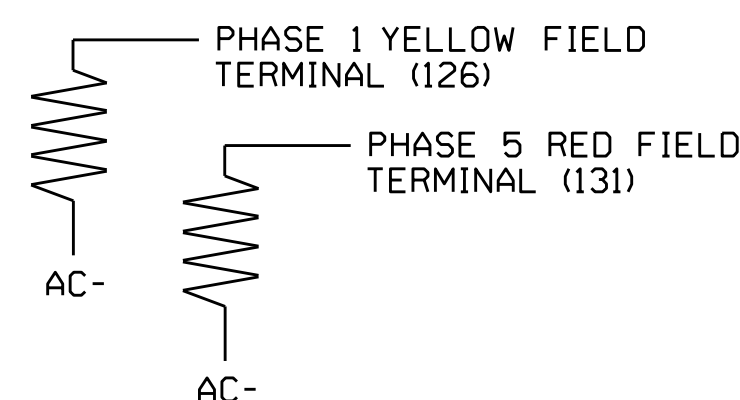 PHASE 1 YELLOW FIELD
TERMINAL (126)
PHASE 5 RED FIELD
TERMINAL (131)
AC-
AC-